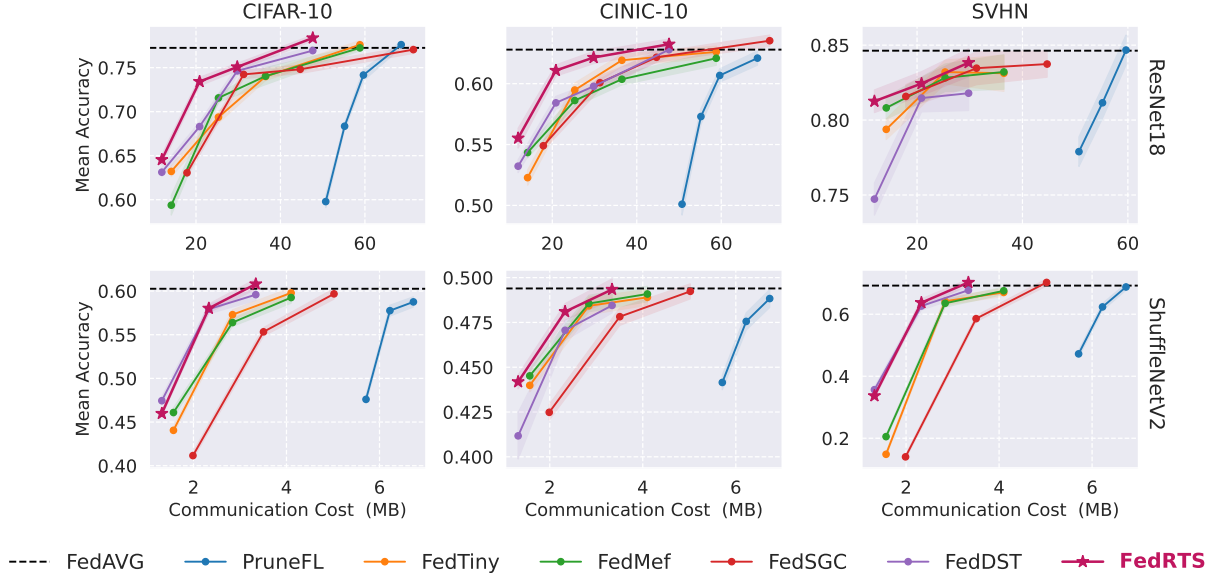 CIFAR-10 CINIC-10 SVHN
Mean Accuracy
0.75
0.70
0.65
0.60
20 40 60
0.60
0.55
0.50
20 40 60
0.85
0.80
0.75
20 40 60
ResNet18
Mean Accuracy
0.60
0.55
0.50
0.45
0.40
2 4 6
Communication Cost (MB)
0.500
0.475
0.450
0.425
0.400
2 4 6
Communication Cost (MB)
0.6
0.4
0.2
2 4 6
Communication Cost (MB)
ShuffleNetV2
FedAVG PruneFL FedTiny FedMef FedSGC FedDST FedRTS